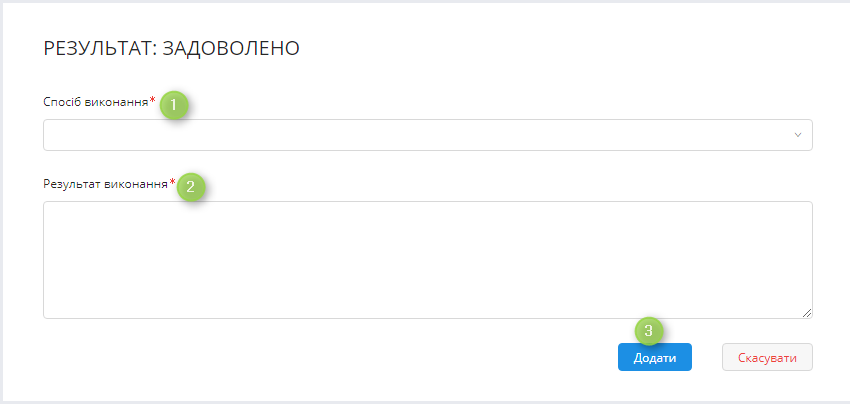 РЕЗУЛЬТАТ: ЗАДОВОЛЕНО
Спосіб виконання* 1
Результат виконання* 2
3
Додати Скасувати